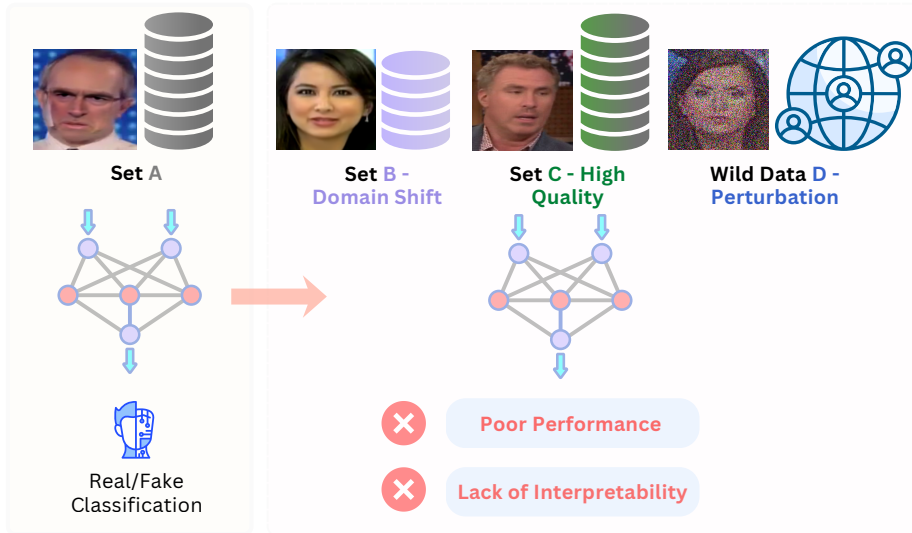 Set A
Set B -
Domain Shift
Set C - High
Quality
Wild Data D -
Perturbation
Real/Fake
Classification
Poor Performance
Lack of Interpretability